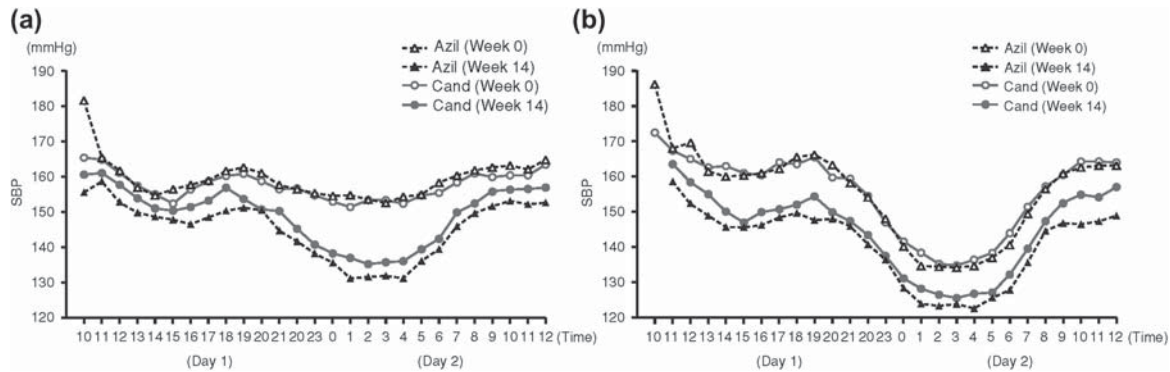 (a)
(mmHg)
Azil (Week 0)
Azil (Week 14)
Cand (Week 0)
Cand (Week 14)
190
180
170
160
150
140
130
120
SBP
10 11 12 13 14 15 16 17 18 19 20 21 20 23 0 1 2 3 4 5 6 7 8 9 10 11 12 (Time)
(Day 1) (Day 2)
(b)
(mmHg)
Azil (Week 0)
Azil (Week 14)
Cand (Week 0)
Cand (Week 14)
190
180
170
160
150
140
130
120
SBP
10 11 12 13 14 15 16 17 18 19 20 21 20 23 0 1 2 3 4 5 6 7 8 9 10 11 12 (Time)
(Day 1) (Day 2)